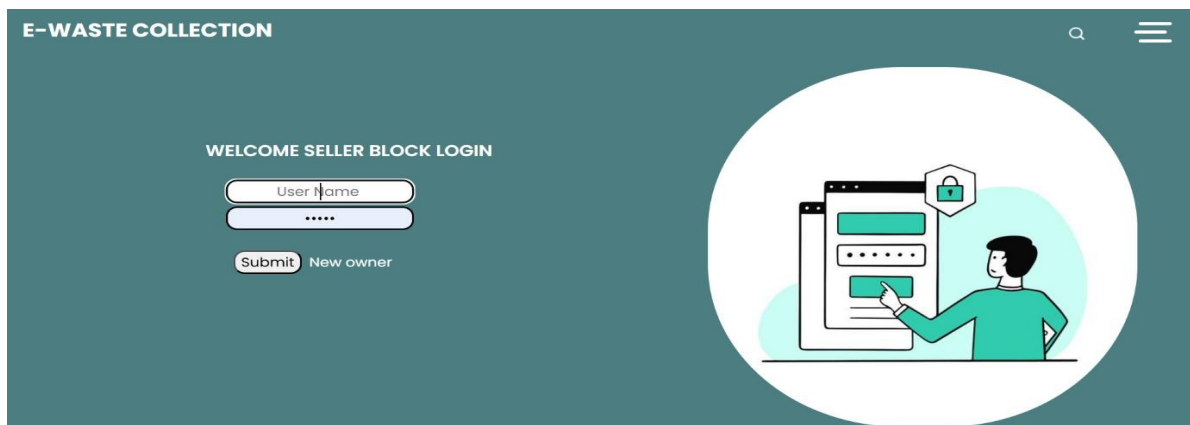 E-WASTE COLLECTION
WELCOME SELLER BLOCK LOGIN
User Name
•••••
Submit New owner